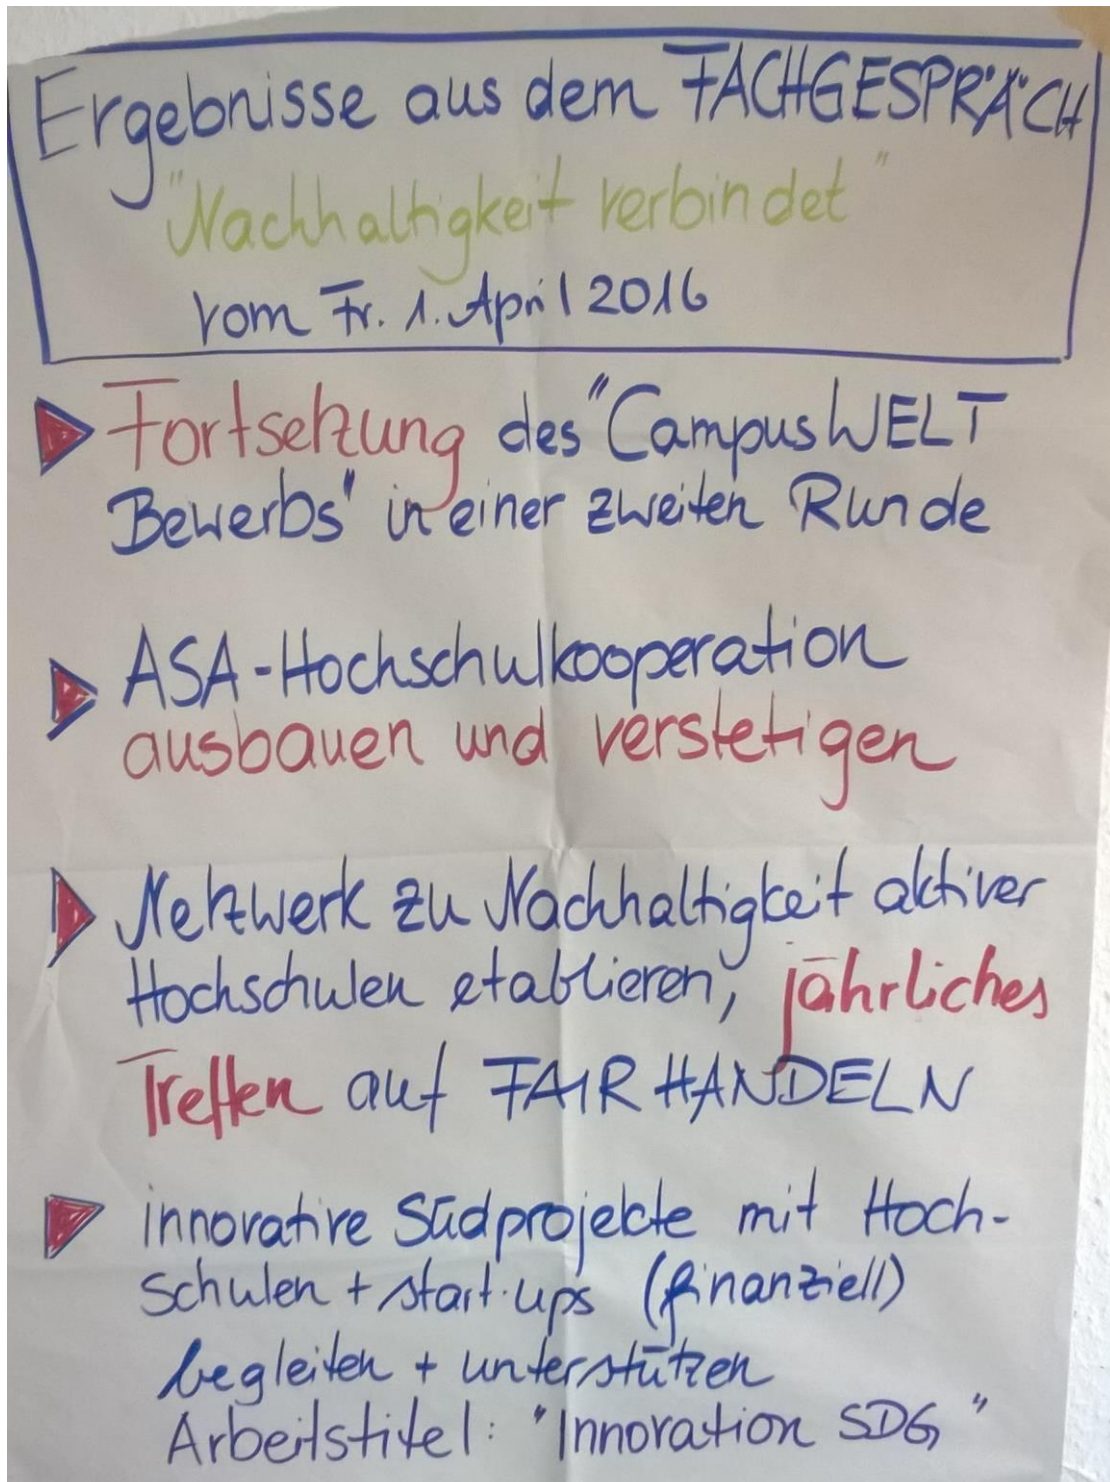 Ergebnisse aus dem FACHGESPRÄCH
"Nachhaltigkeit verbindet"
vom Fr. 1. April 2016
Fortsetzung des "CampusWELT
Bewerbs" in einer zweiten Runde
ASA-Hochschulkooperation
ausbauen und verstetigen
Netzwerk zu Nachhaltigkeit aktiver
Hochschulen etablieren, jährliches
Treffen auf FAIR HANDELN
innovative Südprojekte mit Hoch-
schulen + start-ups (finanziell)
begleiten + unterstützen
Arbeitstitel: "Innovation SDG"